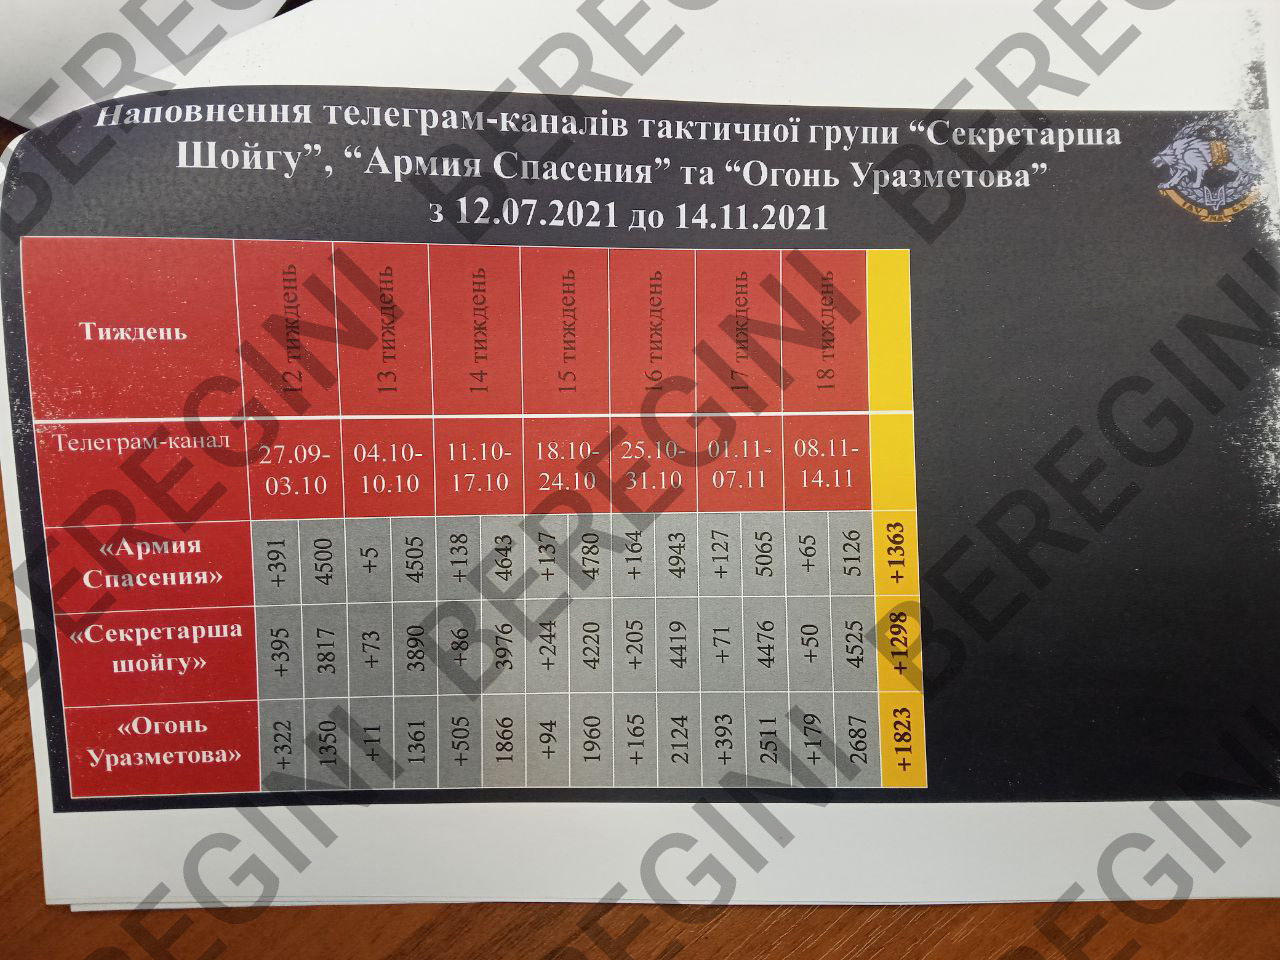 Наповнення телеграм-каналів тактичної групи “Секретарша
Шойгу”, “Армия Спасения” та “Огонь Уразметова”
з 12.07.2021 до 14.11.2021
Тиждень
12 тиждень
13 тиждень
14 тиждень
15 тиждень
16 тиждень
17 тиждень
18 тиждень
Телеграм-канал
27.09-
03.10
04.10-
10.10
11.10-
17.10
18.10-
24.10
25.10-
31.10
01.11-
07.11
08.11-
14.11
«Армия
Спасения»
+391
4500
+5
4505
+138
4643
+137
4780
+164
4943
+127
5065
+65
5126
+1363
«Секретарша
шойгу»
+395
3817
+73
3890
+86
3976
+244
4220
+205
4419
+71
4476
+50
4525
+1298
«Огонь
Уразметова»
+322
1350
+11
1361
+505
1866
+94
1960
+165
2124
+393
2511
+179
2687
+1823
BEREGINI
BEREGINI
BEREGINI
BEREGINI
BEREGINI
BEREGINI
BEREGINI